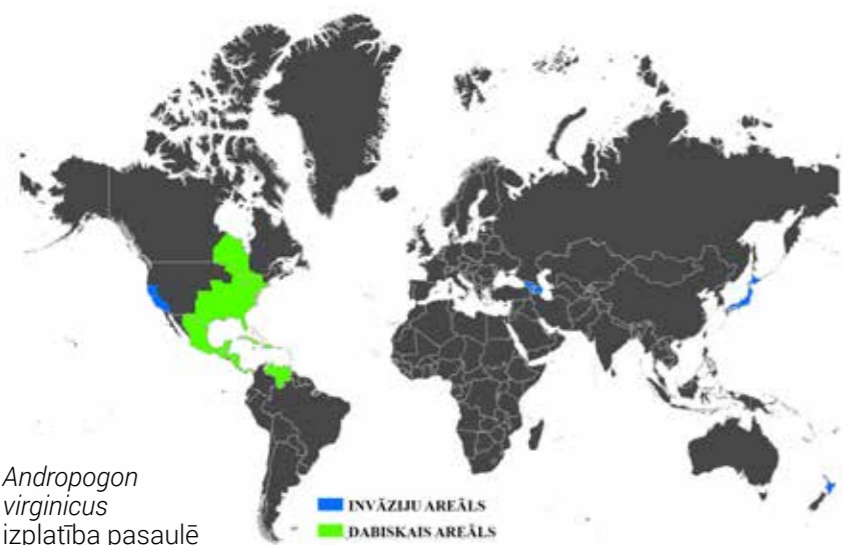 Andropogon
virginicus
izplatība pasaulē
INVĀZIJU AREĀLS
DABISKAIS AREĀLS